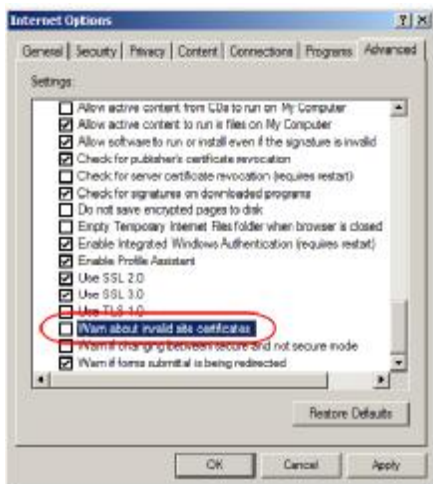 Internet Options
General Security Privacy Content Connections Programs Advanced
Settings:
Allow active content from CDs to run on My Computer
Allow active content to run in files on My Computer
Allow software to run or install even if the signature is invalid
Check for publisher's certificate revocation
Check for server certificate revocation (requires restart)
Check for signatures on downloaded programs
Do not save encrypted pages to disk
Empty Temporary Internet Files folder when browser is closed
Enable Integrated Windows Authentication (requires restart)
Enable Profile Assistant
Use SSL 2.0
Use SSL 3.0
Use TLS 1.0
Warn about invalid site certificates
Warn if changing between secure and not secure mode
Warn if forms submittal is being redirected
Restore Defaults
OK Cancel Apply